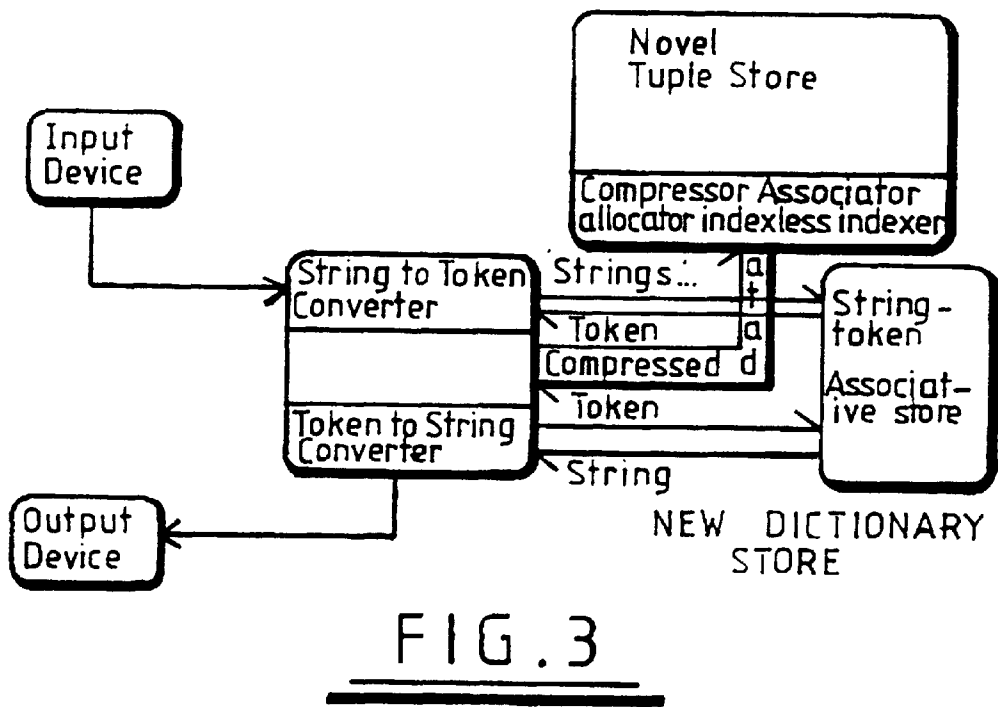 Novel
Tuple Store
Input
Device
Compressor Associator
allocator indexless indexer
String to Token
Converter
Strings...
Token
Compressed data
String-
token
Associat-
ive store
Token
Token to String
Converter
String
Output
Device
NEW DICTIONARY
STORE
FIG.3